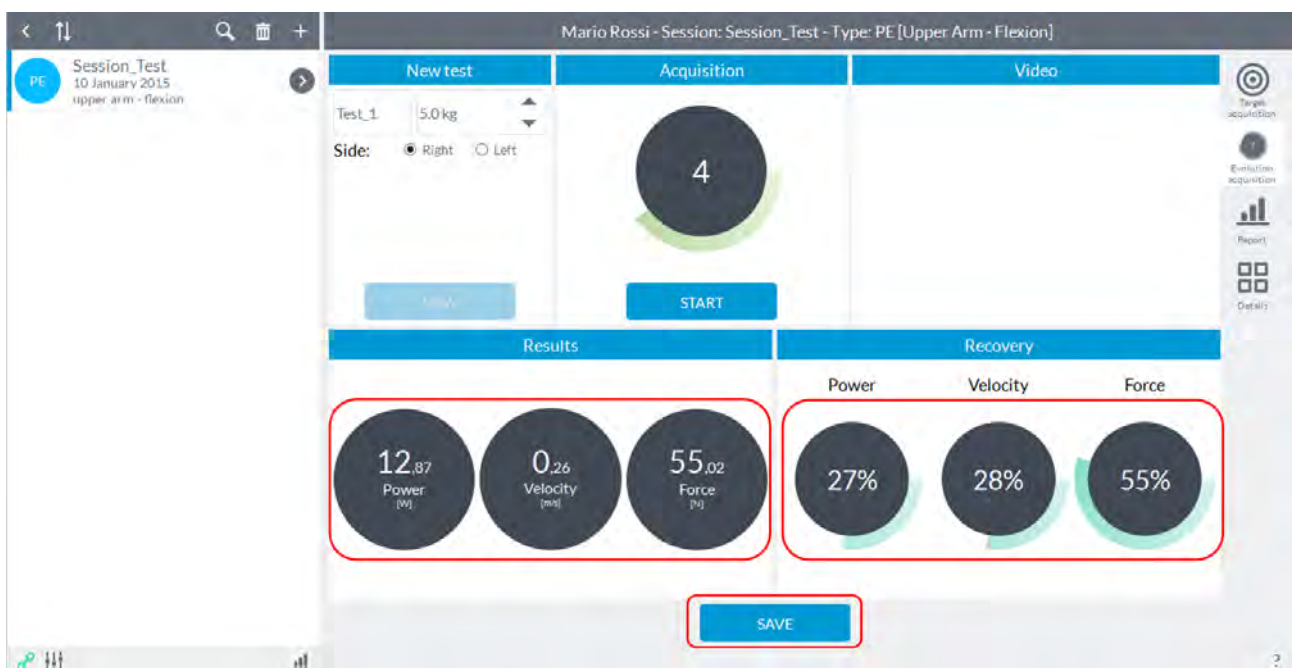 Mario Rossi - Session: Session_Test - Type: PE [Upper Arm - Flexion]
PE
Session_Test
10 January 2015
upper arm - flexion
New test
Test_1
5.0 kg
Side:
Right
Left
Acquisition
4
START
Video
Target
acquisition
Evolution
acquisition
Report
Details
Results
12,87
Power
[W]
0,26
Velocity
[m/s]
55,02
Force
[N]
Recovery
Power
Velocity
Force
27%
28%
55%
SAVE
?